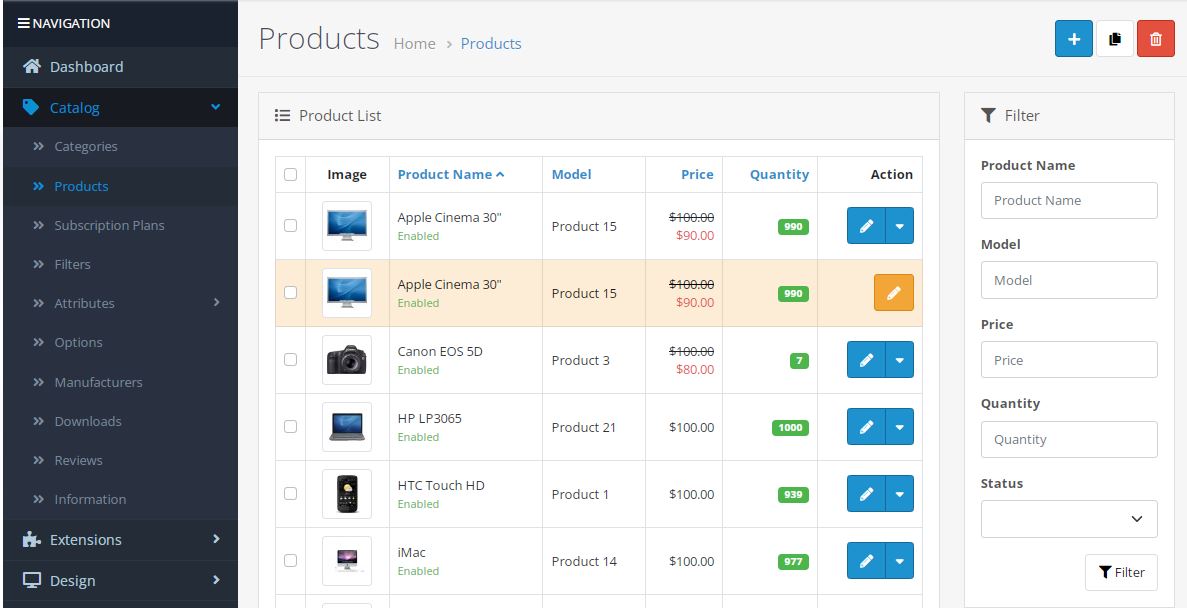 NAVIGATION
Dashboard
Catalog
Categories
Products
Subscription Plans
Filters
Attributes
Options
Manufacturers
Downloads
Reviews
Information
Extensions
Design
Products Home › Products
Product List
Image Product Name Model Price Quantity Action
Apple Cinema 30" Product 15 $100.00 990
Enabled $90.00
Apple Cinema 30" Product 15 $100.00 990
Enabled $90.00
Canon EOS 5D Product 3 $100.00 7
Enabled $80.00
HP LP3065 Product 21 $100.00 1000
Enabled
HTC Touch HD Product 1 $100.00 939
Enabled
iMac Product 14 $100.00 977
Enabled
Filter
Product Name
Product Name
Model
Model
Price
Price
Quantity
Quantity
Status
Filter